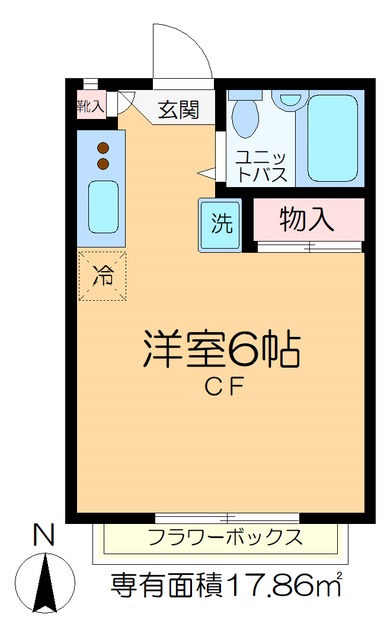 靴入
玄関
ユニッ
トバス
洗
物入
冷
洋室6帖
CF
フラワーボックス
N
専有面積17.86㎡